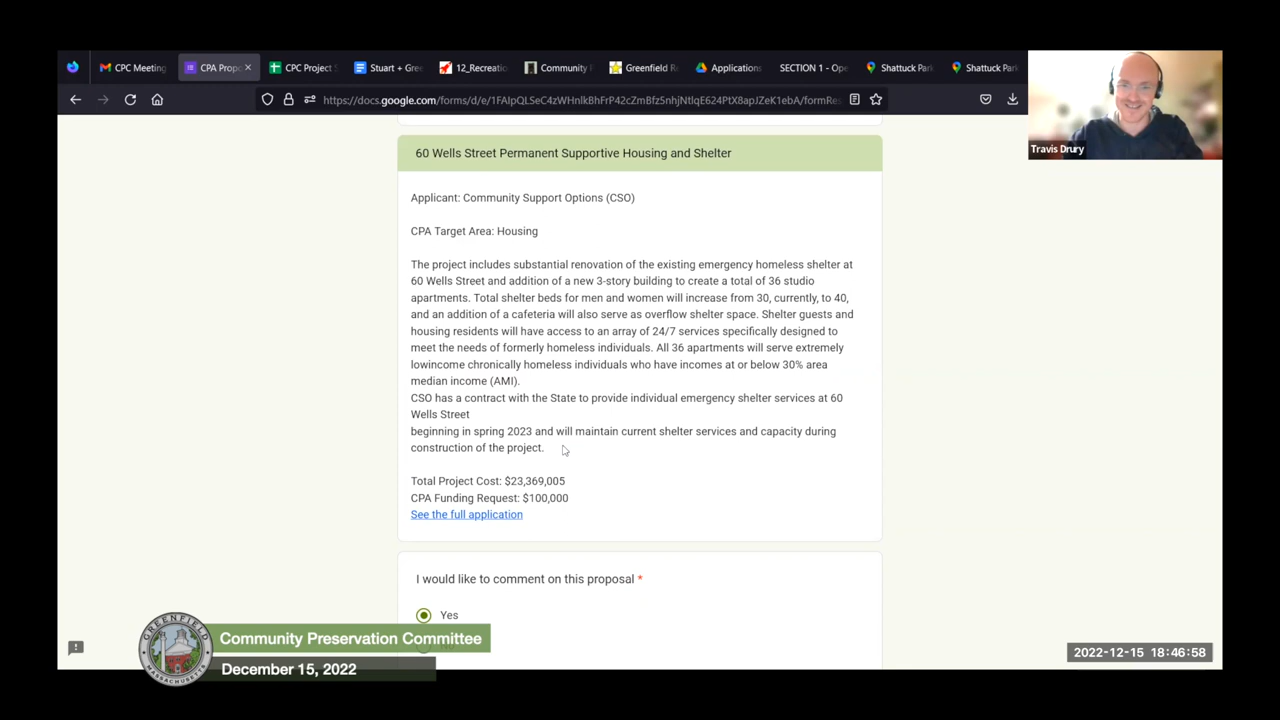 CPC Meeting
CPA Propo
CPC Project S
Stuart + Gree
12_Recreatio
Community P
Greenfield Re
Applications
SECTION 1 - Ope
Shattuck Park
Shattuck Park
Travis Drury
60 Wells Street Permanent Supportive Housing and Shelter
Applicant: Community Support Options (CSO)
CPA Target Area: Housing
The project includes substantial renovation of the existing emergency homeless shelter at
60 Wells Street and addition of a new 3-story building to create a total of 36 studio
apartments. Total shelter beds for men and women will increase from 30, currently, to 40,
and an addition of a cafeteria will also serve as overflow shelter space. Shelter guests and
housing residents will have access to an array of 24/7 services specifically designed to
meet the needs of formerly homeless individuals. All 36 apartments will serve extremely
lowincome chronically homeless individuals who have incomes at or below 30% area
median income (AMI).
CSO has a contract with the State to provide individual emergency shelter services at 60
Wells Street
beginning in spring 2023 and will maintain current shelter services and capacity during
construction of the project.
Total Project Cost: $23,369,005
CPA Funding Request: $100,000
See the full application
I would like to comment on this proposal *
Yes
GREENFIELD
MASSACHUSETTS
Community Preservation Committee
December 15, 2022
2022-12-15 18:46:58